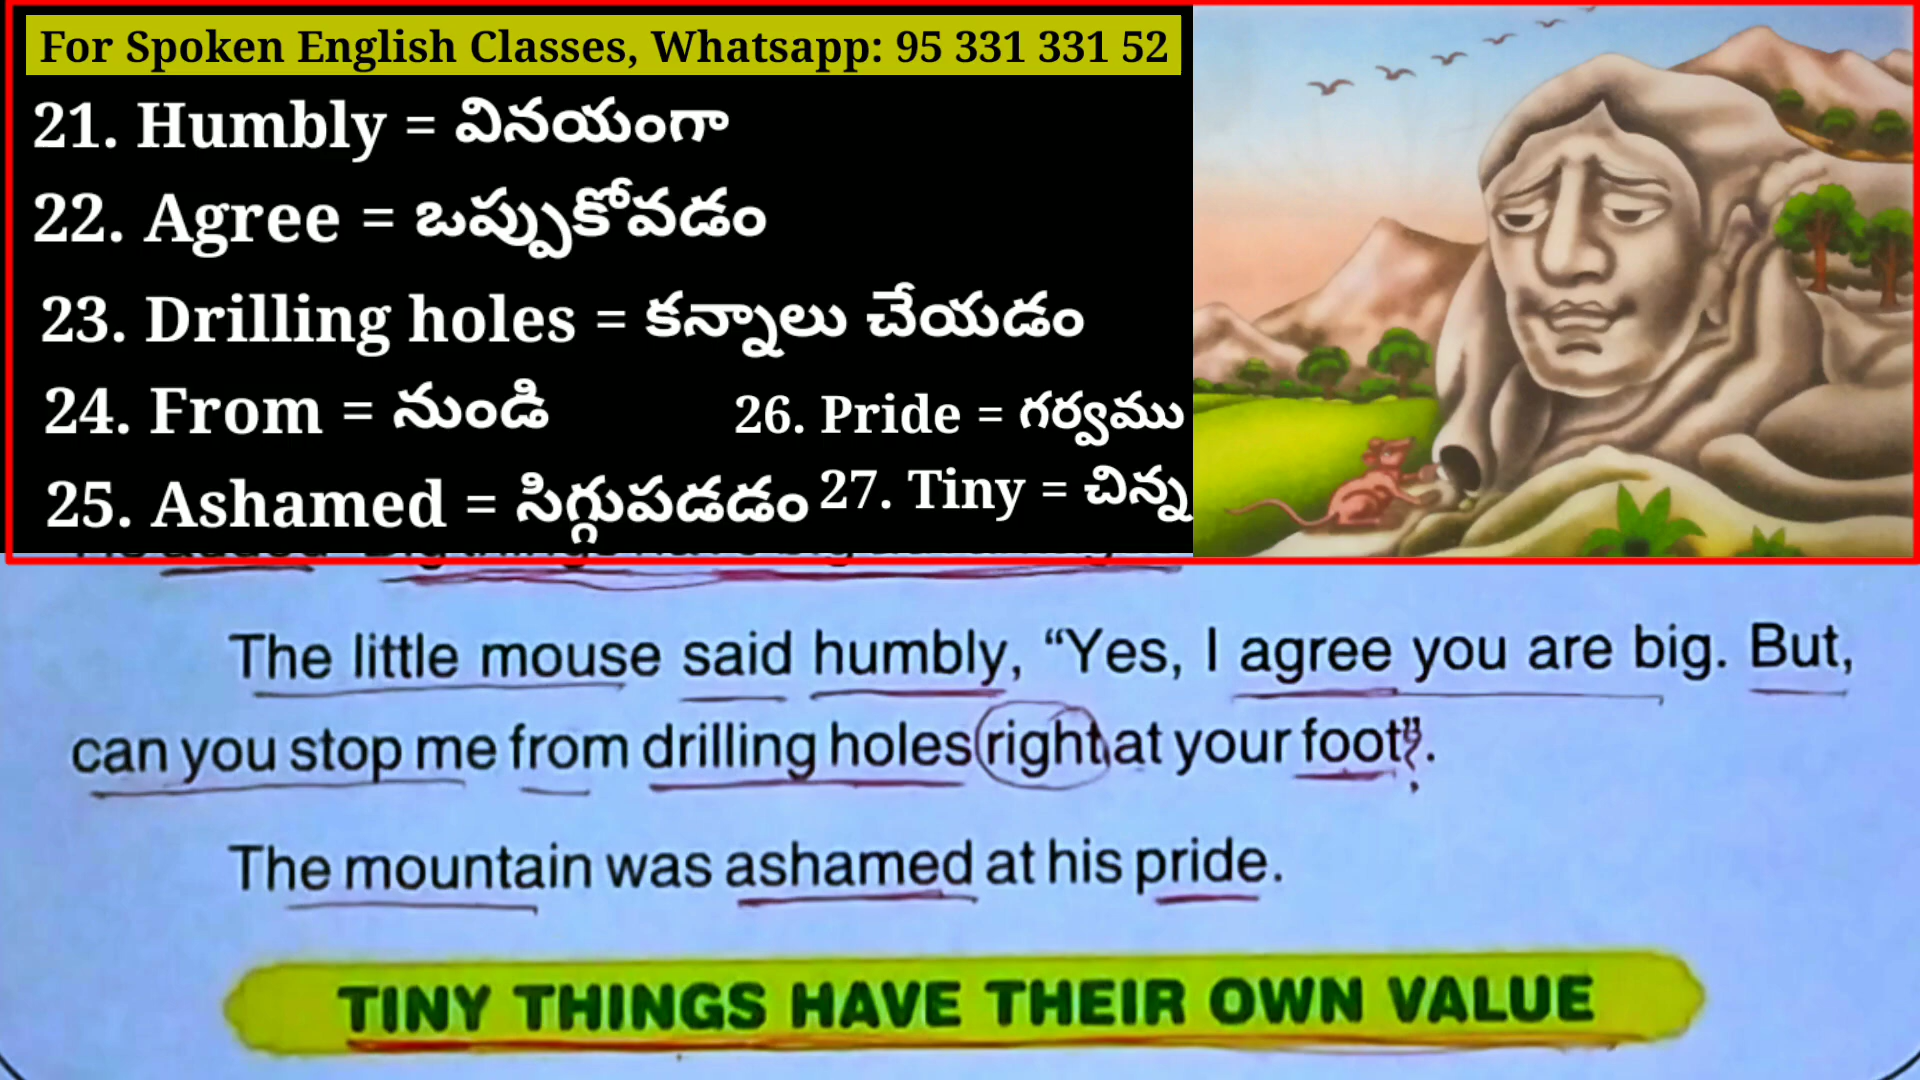 For Spoken English Classes, Whatsapp: 95 331 331 52
21. Humbly = వినయంగా
22. Agree = ఒప్పుకోవడం
23. Drilling holes = కన్నాలు చేయడం
24. From = నుండి
26. Pride = గర్వము
25. Ashamed = సిగ్గుపడడం
27. Tiny = చిన్న
The little mouse said humbly, “Yes, I agree you are big. But,
can you stop me from drilling holes right at your foot”?.
The mountain was ashamed at his pride.
TINY THINGS HAVE THEIR OWN VALUE